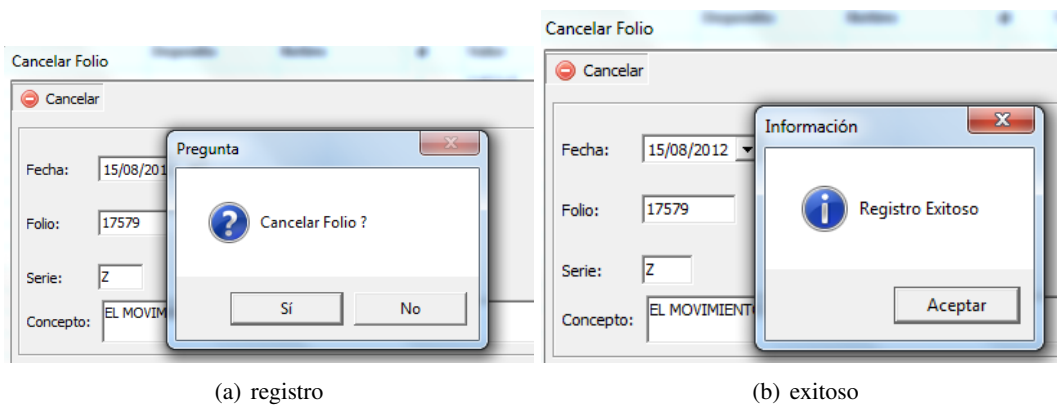 Cancelar Folio
Cancelar
Pregunta
Fecha: 15/08/201
Cancelar Folio ?
Folio: 17579
Serie: Z
Sí No
Concepto: EL MOVIM
(a) registro
Cancelar Folio
Cancelar
Información
Fecha: 15/08/2012
Registro Exitoso
Folio: 17579
Serie: Z
Aceptar
Concepto: EL MOVIMIENTO
(b) exitoso